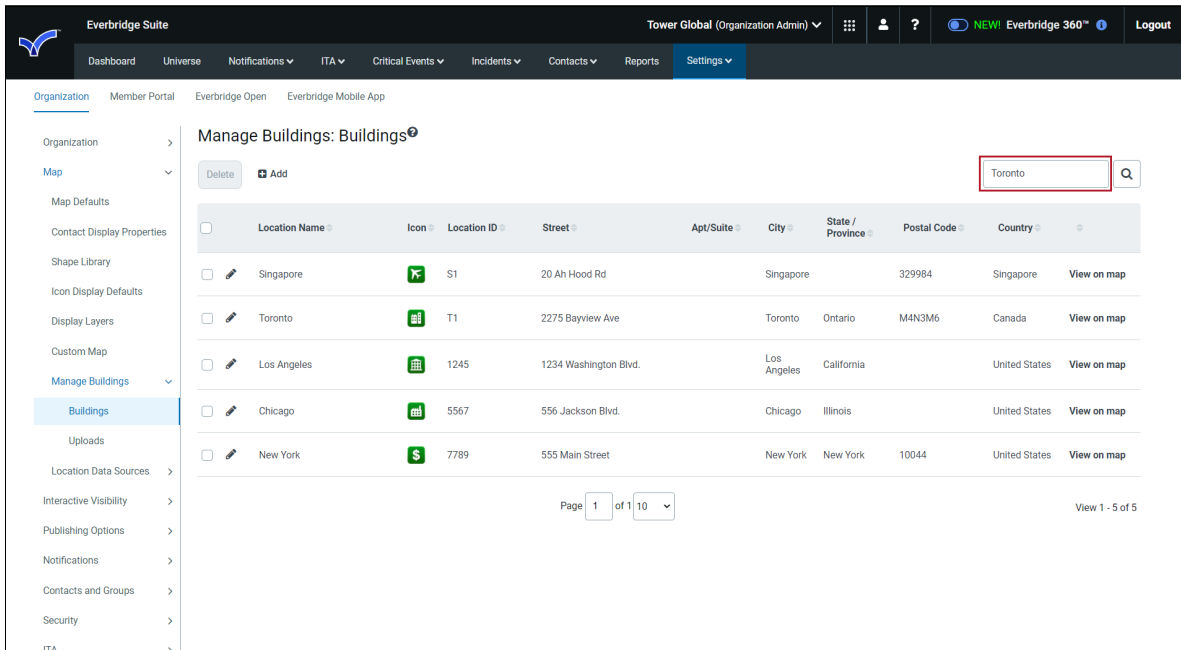 Everbridge Suite
Tower Global (Organization Admin)
?
NEW! Everbridge 360™
Logout
Dashboard Universe Notifications ITA Critical Events Incidents Contacts Reports Settings
Organization Member Portal Everbridge Open Everbridge Mobile App
Organization
Map
Map Defaults
Contact Display Properties
Shape Library
Icon Display Defaults
Display Layers
Custom Map
Manage Buildings
Buildings
Uploads
Location Data Sources
Interactive Visibility
Publishing Options
Notifications
Contacts and Groups
Security
ITA
Manage Buildings: Buildings
Delete Add Toronto
Location Name Icon Location ID Street Apt/Suite City State / Province Postal Code Country
Singapore S1 20 Ah Hood Rd Singapore 329984 Singapore View on map
Toronto T1 2275 Bayview Ave Toronto Ontario M4N3M6 Canada View on map
Los Angeles 1245 1234 Washington Blvd. Los Angeles California United States View on map
Chicago 5567 556 Jackson Blvd. Chicago Illinois United States View on map
New York $ 7789 555 Main Street New York New York 10044 United States View on map
Page 1 of 1 10 View 1 - 5 of 5